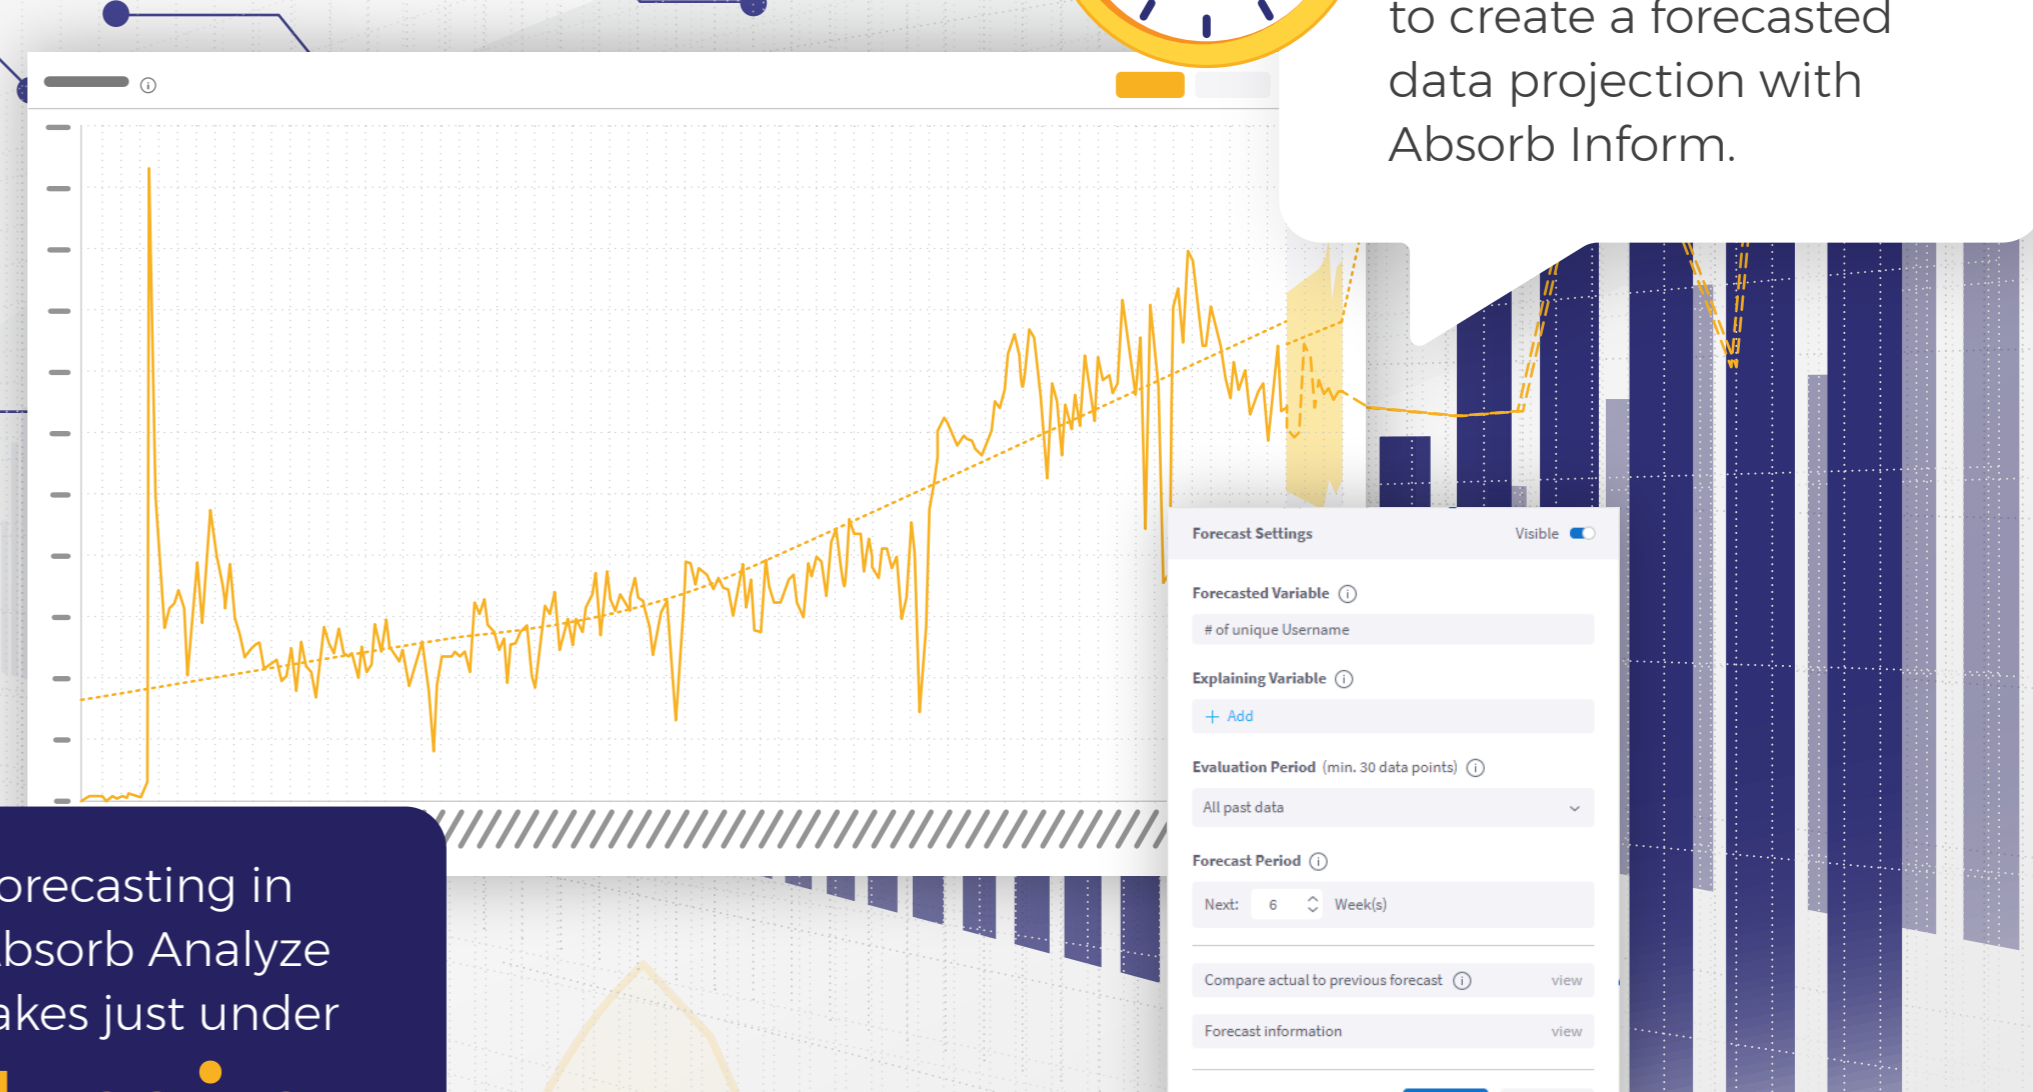 to create a forecasted
data projection with
Absorb Inform.
Forecast Settings
Visible
Forecasted Variable
# of unique Username
Explaining Variable
+ Add
Evaluation Period (min. 30 data points)
All past data
Forecast Period
Next: 6 Week(s)
Compare actual to previous forecast view
Forecast information view
orecasting in
bsorb Analyze
akes just under